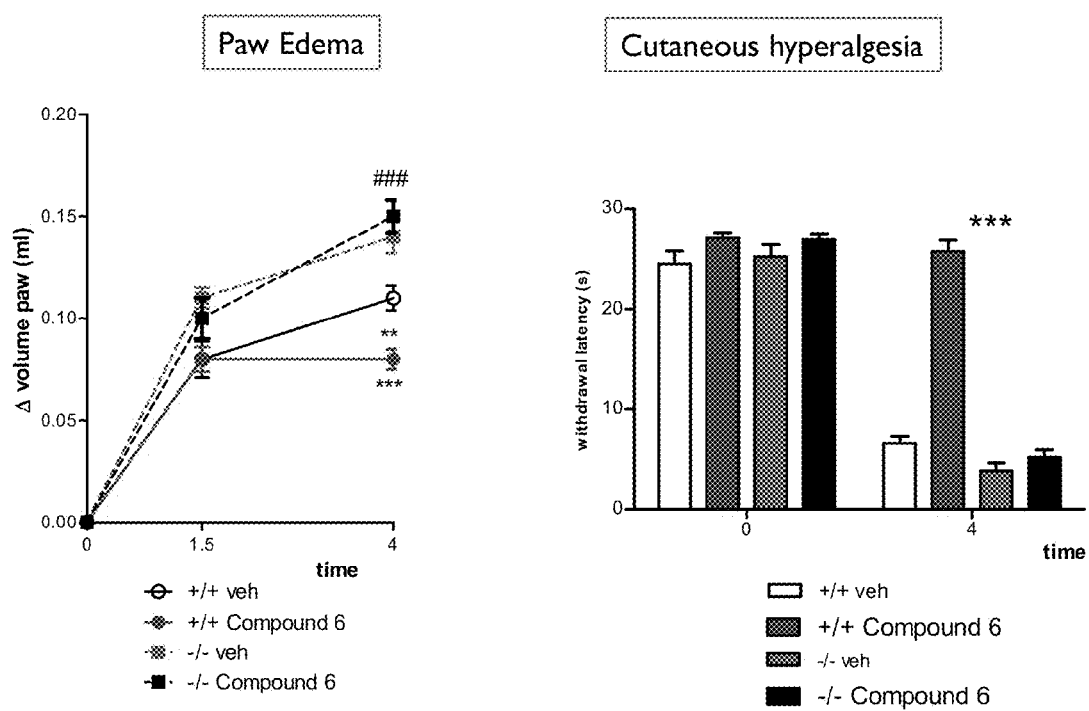 Paw Edema
Δ volume paw (ml)
0.20
0.15
0.10
0.05
0.00
###
**
***
0
1.5
4
time
+/+ veh
+/+ Compound 6
-/- veh
-/- Compound 6
Cutaneous hyperalgesia
withdrawal latency (s)
30
20
10
0
***
0
4
time
+/+ veh
+/+ Compound 6
-/- veh
-/- Compound 6